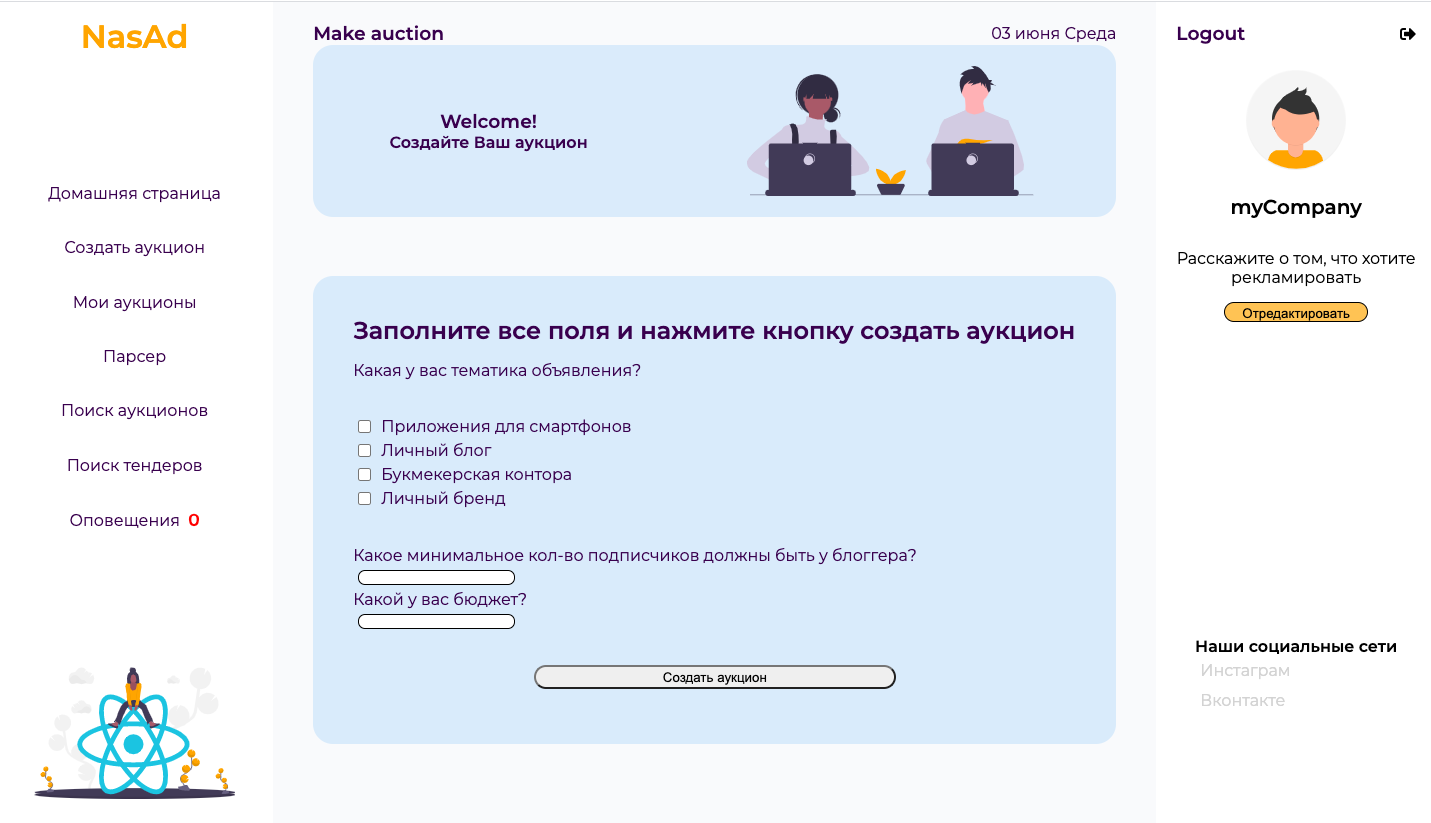 NasAd
Домашняя страница
Создать аукцион
Мои аукционы
Парсер
Поиск аукционов
Поиск тендеров
Оповещения 0
Make auction
03 июня Среда
Welcome!
Создайте Ваш аукцион
Заполните все поля и нажмите кнопку создать аукцион
Какая у вас тематика объявления?
Приложения для смартфонов
Личный блог
Букмекерская контора
Личный бренд
Какое минимальное кол-во подписчиков должны быть у блоггера?
Какой у вас бюджет?
Создать аукцион
Logout
myCompany
Расскажите о том, что хотите
рекламировать
Отредактировать
Наши социальные сети
Инстаграм
Вконтакте